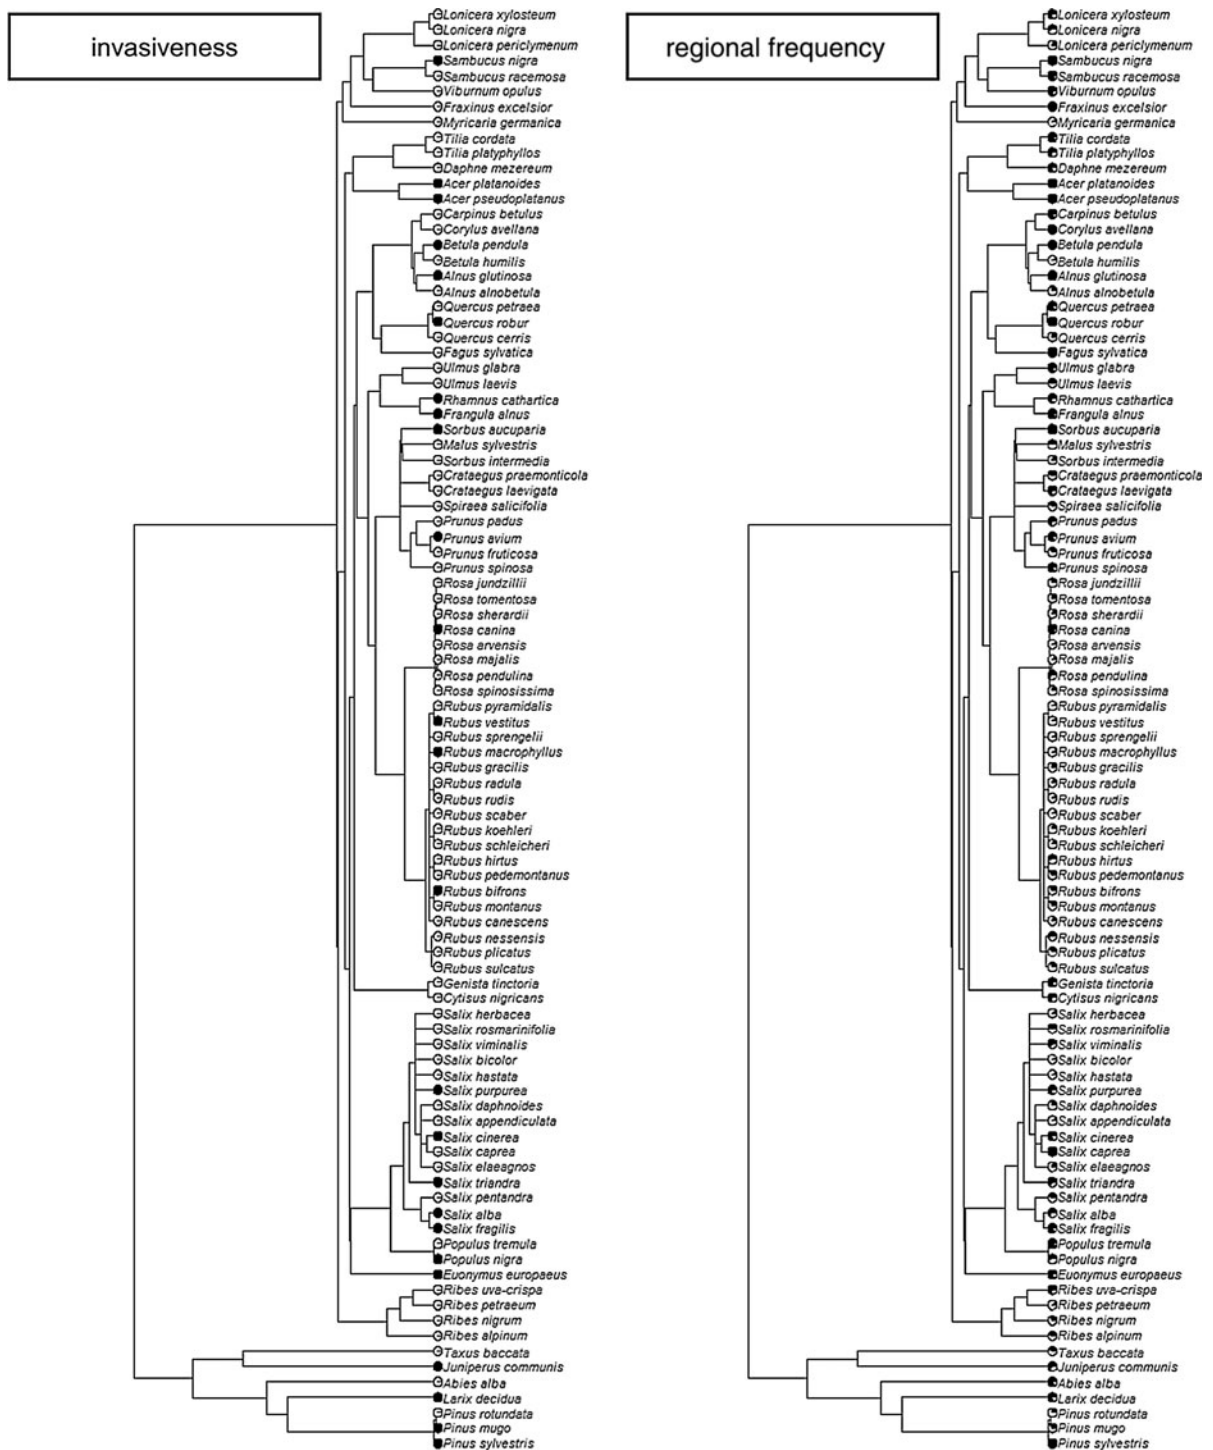 invasiveness
Lonicera xylosteum
Lonicera nigra
Lonicera periclymenum
Sambucus nigra
Sambucus racemosa
Viburnum opulus
Fraxinus excelsior
Myricaria germanica
Tilia cordata
Tilia platyphyllos
Daphne mezereum
Acer platanoides
Acer pseudoplatanus
Carpinus betulus
Corylus avellana
Betula pendula
Betula humilis
Alnus glutinosa
Alnus alnobetula
Quercus petraea
Quercus robur
Quercus cerris
Fagus sylvatica
Ulmus glabra
Ulmus laevis
Rhamnus cathartica
Frangula alnus
Sorbus aucuparia
Malus sylvestris
Sorbus intermedia
Crataegus praemonticola
Crataegus laevigata
Spiraea salicifolia
Prunus padus
Prunus avium
Prunus fruticosa
Prunus spinosa
Rosa jundzillii
Rosa tomentosa
Rosa sherardii
Rosa canina
Rosa arvensis
Rosa majalis
Rosa pendulina
Rosa spinosissima
Rubus pyramidalis
Rubus vestitus
Rubus sprengelii
Rubus macrophyllus
Rubus gracilis
Rubus radula
Rubus rudis
Rubus scaber
Rubus koehleri
Rubus schleicheri
Rubus hirtus
Rubus pedemontanus
Rubus bifrons
Rubus montanus
Rubus canescens
Rubus nessensis
Rubus plicatus
Rubus sulcatus
Genista tinctoria
Cytisus nigricans
Salix herbacea
Salix rosmarinifolia
Salix viminalis
Salix bicolor
Salix hastata
Salix purpurea
Salix daphnoides
Salix appendiculata
Salix cinerea
Salix caprea
Salix elaeagnos
Salix triandra
Salix pentandra
Salix alba
Salix fragilis
Populus tremula
Populus nigra
Euonymus europaeus
Ribes uva-crispa
Ribes petraeum
Ribes nigrum
Ribes alpinum
Taxus baccata
Juniperus communis
Abies alba
Larix decidua
Pinus rotundata
Pinus mugo
Pinus sylvestris
regional frequency
Lonicera xylosteum
Lonicera nigra
Lonicera periclymenum
Sambucus nigra
Sambucus racemosa
Viburnum opulus
Fraxinus excelsior
Myricaria germanica
Tilia cordata
Tilia platyphyllos
Daphne mezereum
Acer platanoides
Acer pseudoplatanus
Carpinus betulus
Corylus avellana
Betula pendula
Betula humilis
Alnus glutinosa
Alnus alnobetula
Quercus petraea
Quercus robur
Quercus cerris
Fagus sylvatica
Ulmus glabra
Ulmus laevis
Rhamnus cathartica
Frangula alnus
Sorbus aucuparia
Malus sylvestris
Sorbus intermedia
Crataegus praemonticola
Crataegus laevigata
Spiraea salicifolia
Prunus padus
Prunus avium
Prunus fruticosa
Prunus spinosa
Rosa jundzillii
Rosa tomentosa
Rosa sherardii
Rosa canina
Rosa arvensis
Rosa majalis
Rosa pendulina
Rosa spinosissima
Rubus pyramidalis
Rubus vestitus
Rubus sprengelii
Rubus macrophyllus
Rubus gracilis
Rubus radula
Rubus rudis
Rubus scaber
Rubus koehleri
Rubus schleicheri
Rubus hirtus
Rubus pedemontanus
Rubus bifrons
Rubus montanus
Rubus canescens
Rubus nessensis
Rubus plicatus
Rubus sulcatus
Genista tinctoria
Cytisus nigricans
Salix herbacea
Salix rosmarinifolia
Salix viminalis
Salix bicolor
Salix hastata
Salix purpurea
Salix daphnoides
Salix appendiculata
Salix cinerea
Salix caprea
Salix elaeagnos
Salix triandra
Salix pentandra
Salix alba
Salix fragilis
Populus tremula
Populus nigra
Euonymus europaeus
Ribes uva-crispa
Ribes petraeum
Ribes nigrum
Ribes alpinum
Taxus baccata
Juniperus communis
Abies alba
Larix decidua
Pinus rotundata
Pinus mugo
Pinus sylvestris